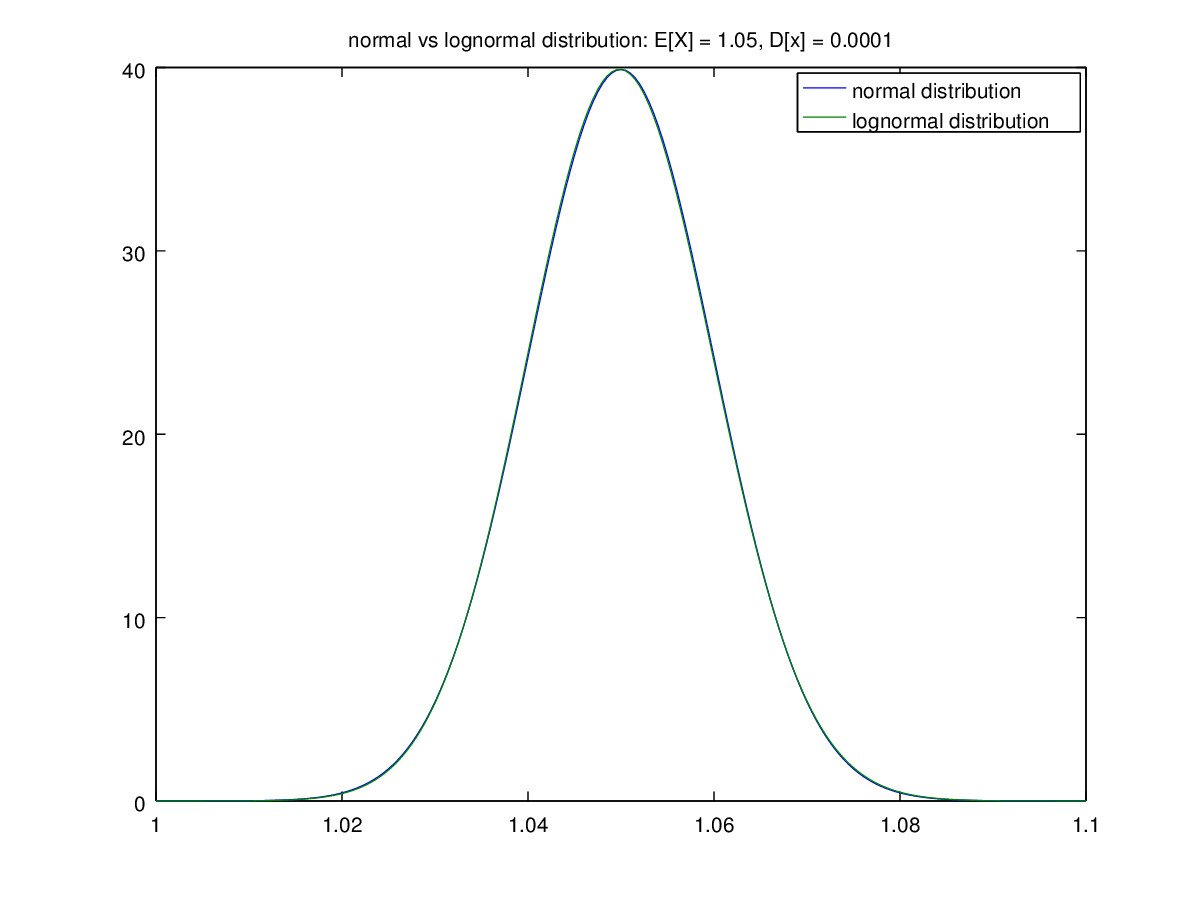 normal vs lognormal distribution: E[X] = 1.05, D[x] = 0.0001
40
normal distribution
lognormal distribution
30
20
10
0
1 1.02 1.04 1.06 1.08 1.1